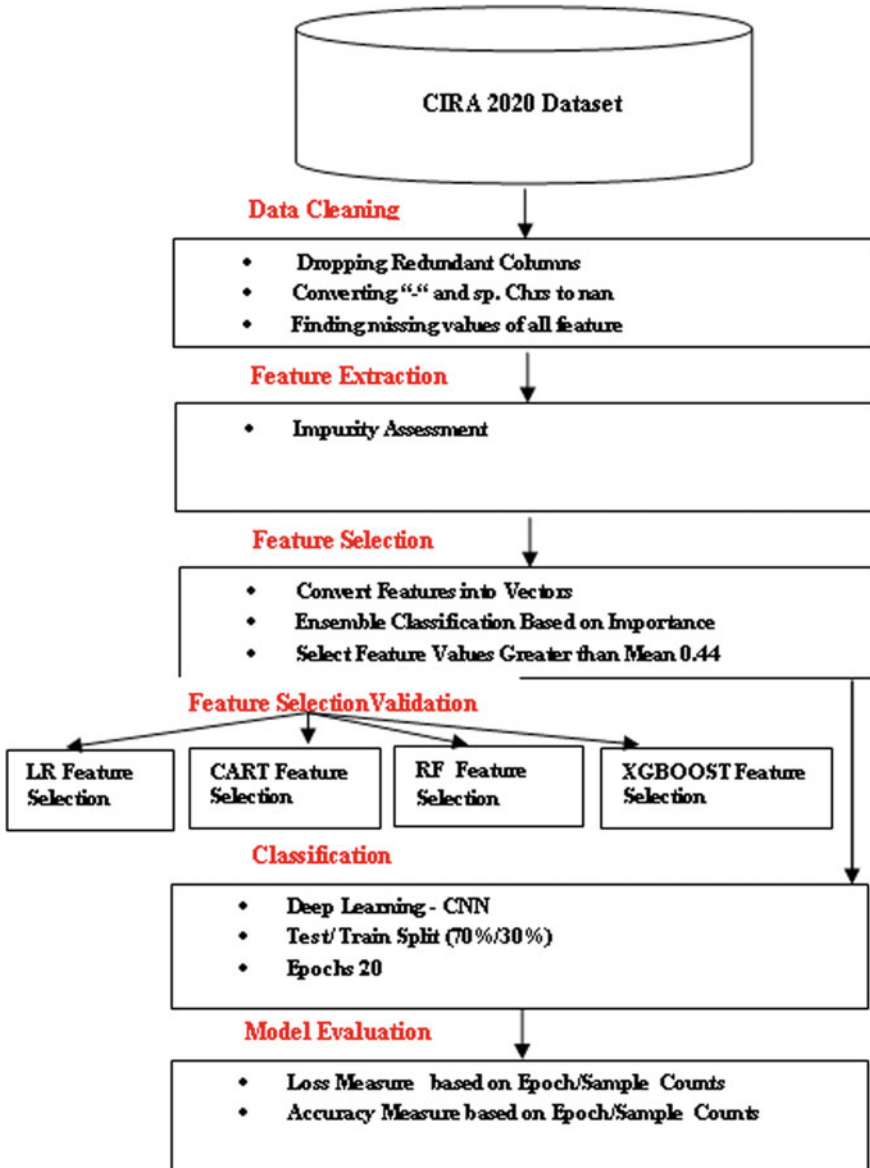 CIRA 2020 Dataset
Data Cleaning
• Dropping Redundant Columns
• Converting “-“ and sp. Chrs to nan
• Finding missing values of all feature
Feature Extraction
• Impurity Assessment
Feature Selection
• Convert Features into Vectors
• Ensemble Classification Based on Importance
• Select Feature Values Greater than Mean 0.44
Feature SelectionValidation
LR Feature
Selection
CART Feature
Selection
RF Feature
Selection
XGBOOST Feature
Selection
Classification
• Deep Learning - CNN
• Test/ Train Split (70%/30%)
• Epochs 20
Model Evaluation
• Loss Measure based on Epoch/Sample Counts
• Accuracy Measure based on Epoch/Sample Counts